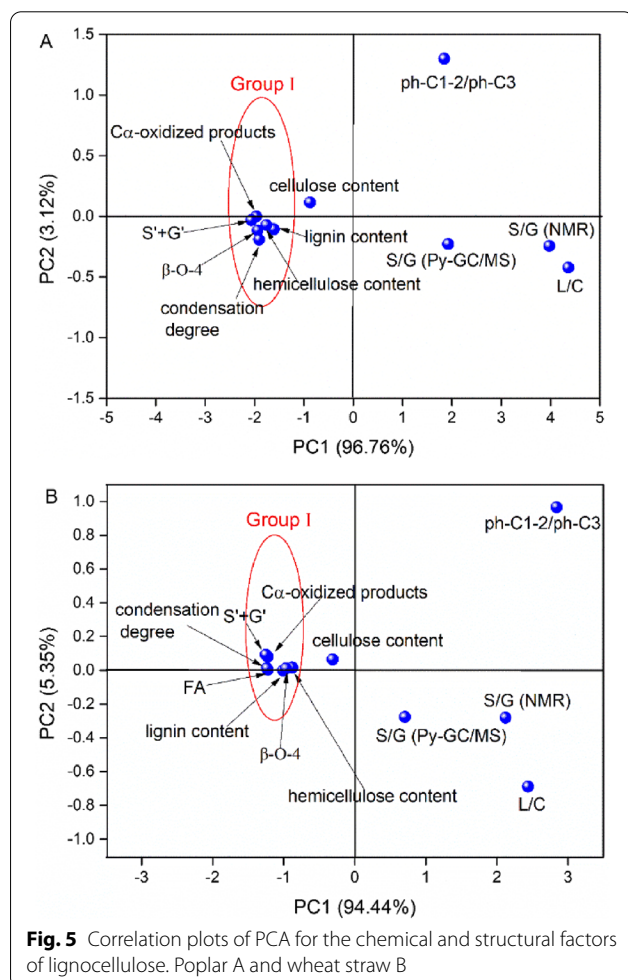 A
Group I
ph-C1-2/ph-C3
Cα-oxidized products
cellulose content
S'+G'
lignin content
β-O-4
hemicellulose content
condensation
degree
S/G (NMR)
S/G (Py-GC/MS)
L/C
PC2 (3.12%)
1.5
1.0
0.5
0.0
-0.5
-1.0
-1.5
-5 -4 -3 -2 -1 0 1 2 3 4 5
PC1 (96.76%)
B
Group I
ph-C1-2/ph-C3
Cα-oxidized products
condensation
degree
S'+G'
cellulose content
FA
lignin content
β-O-4
hemicellulose content
S/G (NMR)
S/G (Py-GC/MS)
L/C
PC2 (5.35%)
1.0
0.8
0.6
0.4
0.2
0.0
-0.2
-0.4
-0.6
-0.8
-1.0
-3 -2 -1 0 1 2 3
PC1 (94.44%)
Fig. 5 Correlation plots of PCA for the chemical and structural factors
of lignocellulose. Poplar A and wheat straw B